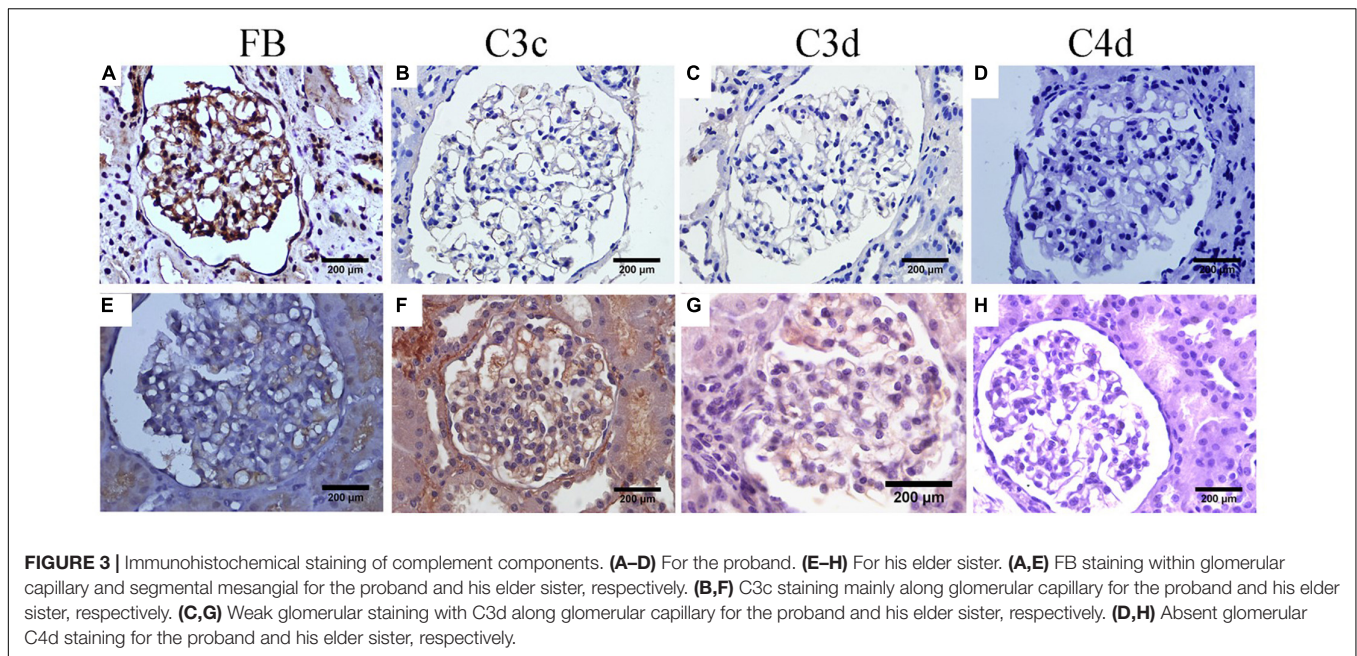 FB C3c C3d C4d
A B C D
200 µm 200 µm 200 µm 200 µm
E F G H
200 µm 200 µm 200 µm 200 µm
FIGURE 3 | Immunohistochemical staining of complement components. (A–D) For the proband. (E–H) For his elder sister. (A,E) FB staining within glomerular
capillary and segmental mesangial for the proband and his elder sister, respectively. (B,F) C3c staining mainly along glomerular capillary for the proband and his elder
sister, respectively. (C,G) Weak glomerular staining with C3d along glomerular capillary for the proband and his elder sister, respectively. (D,H) Absent glomerular
C4d staining for the proband and his elder sister, respectively.